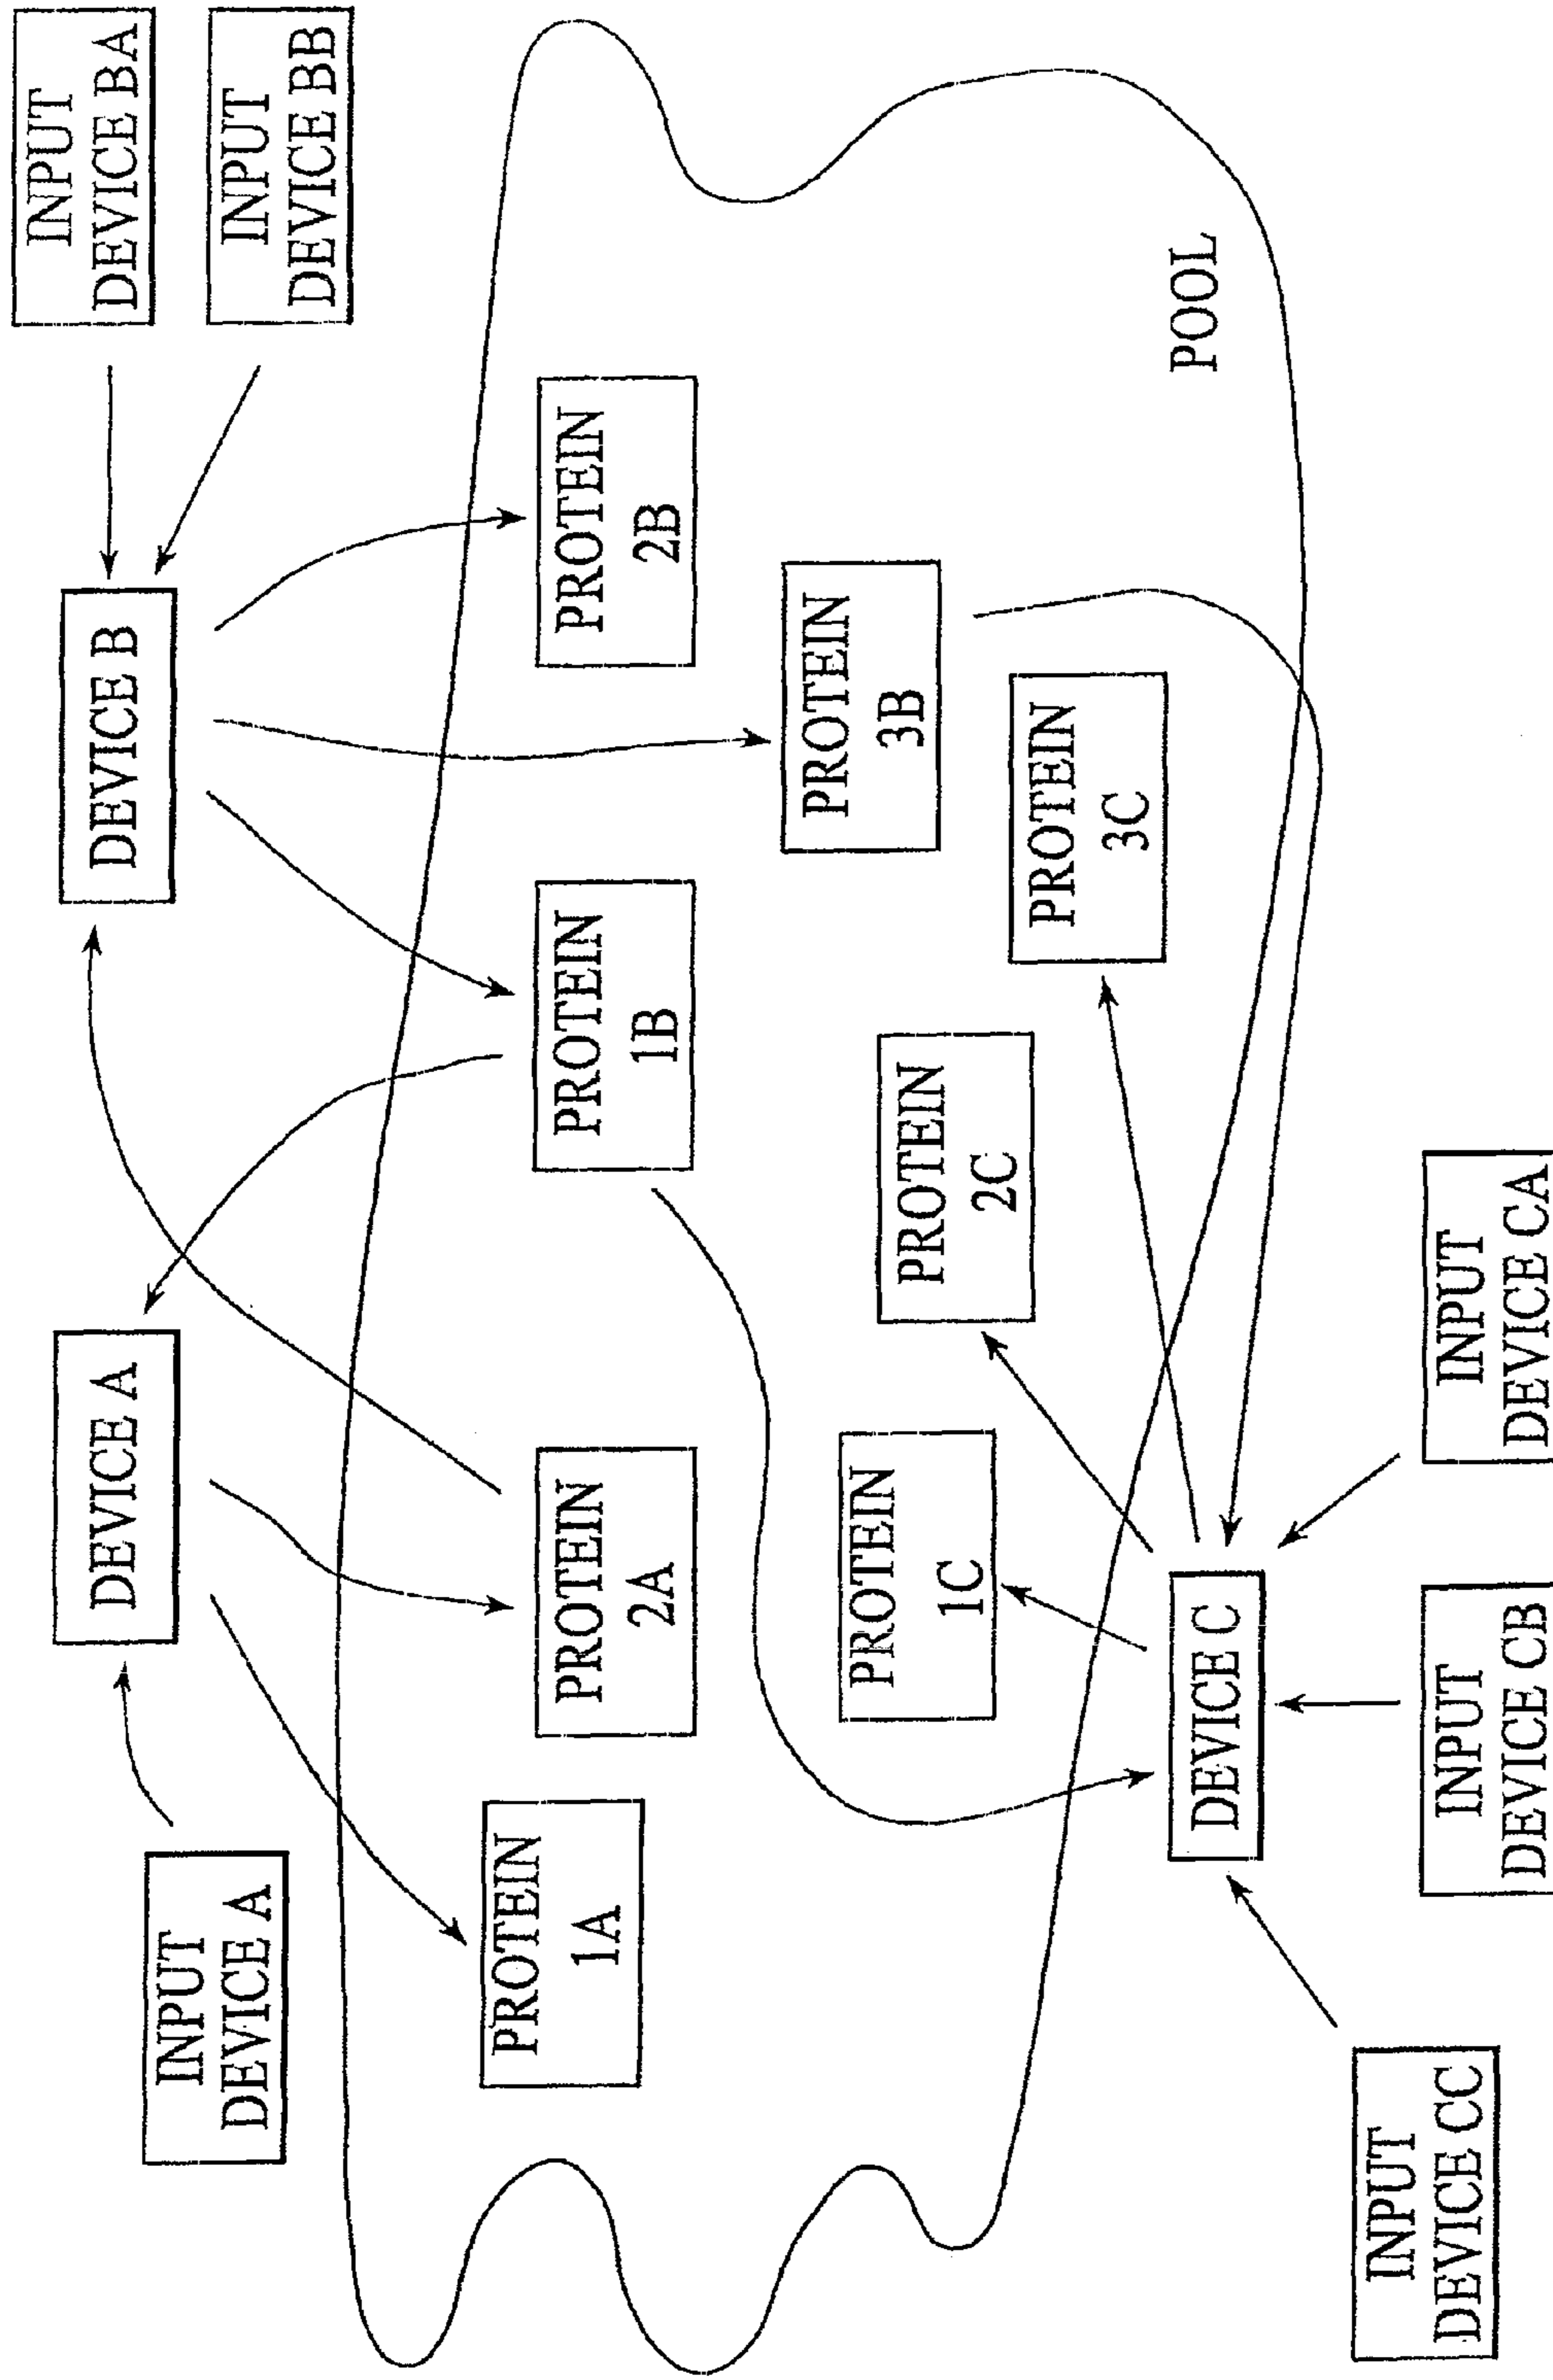 INPUT
DEVICE A
DEVICE A
DEVICE B
INPUT
DEVICE BA
INPUT
DEVICE BB
PROTEIN
1A
PROTEIN
2A
PROTEIN
1B
PROTEIN
2B
PROTEIN
3B
PROTEIN
1C
PROTEIN
2C
PROTEIN
3C
POOL
DEVICE C
INPUT
DEVICE CC
INPUT
DEVICE CB
INPUT
DEVICE CA